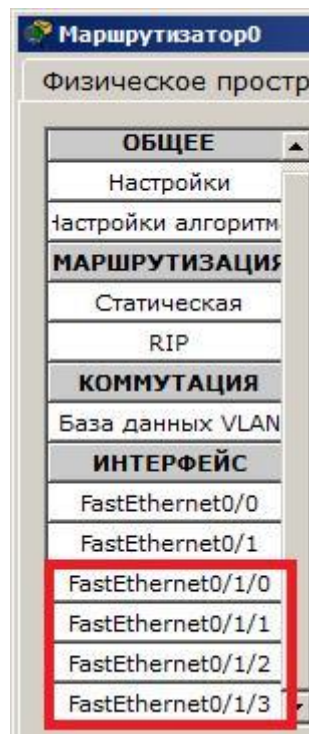 Маршрутизатор0
Физическое простр
ОБЩЕЕ
Настройки
Настройки алгоритм
МАРШРУТИЗАЦИЯ
Статическая
RIP
КОММУТАЦИЯ
База данных VLAN
ИНТЕРФЕЙС
FastEthernet0/0
FastEthernet0/1
FastEthernet0/1/0
FastEthernet0/1/1
FastEthernet0/1/2
FastEthernet0/1/3